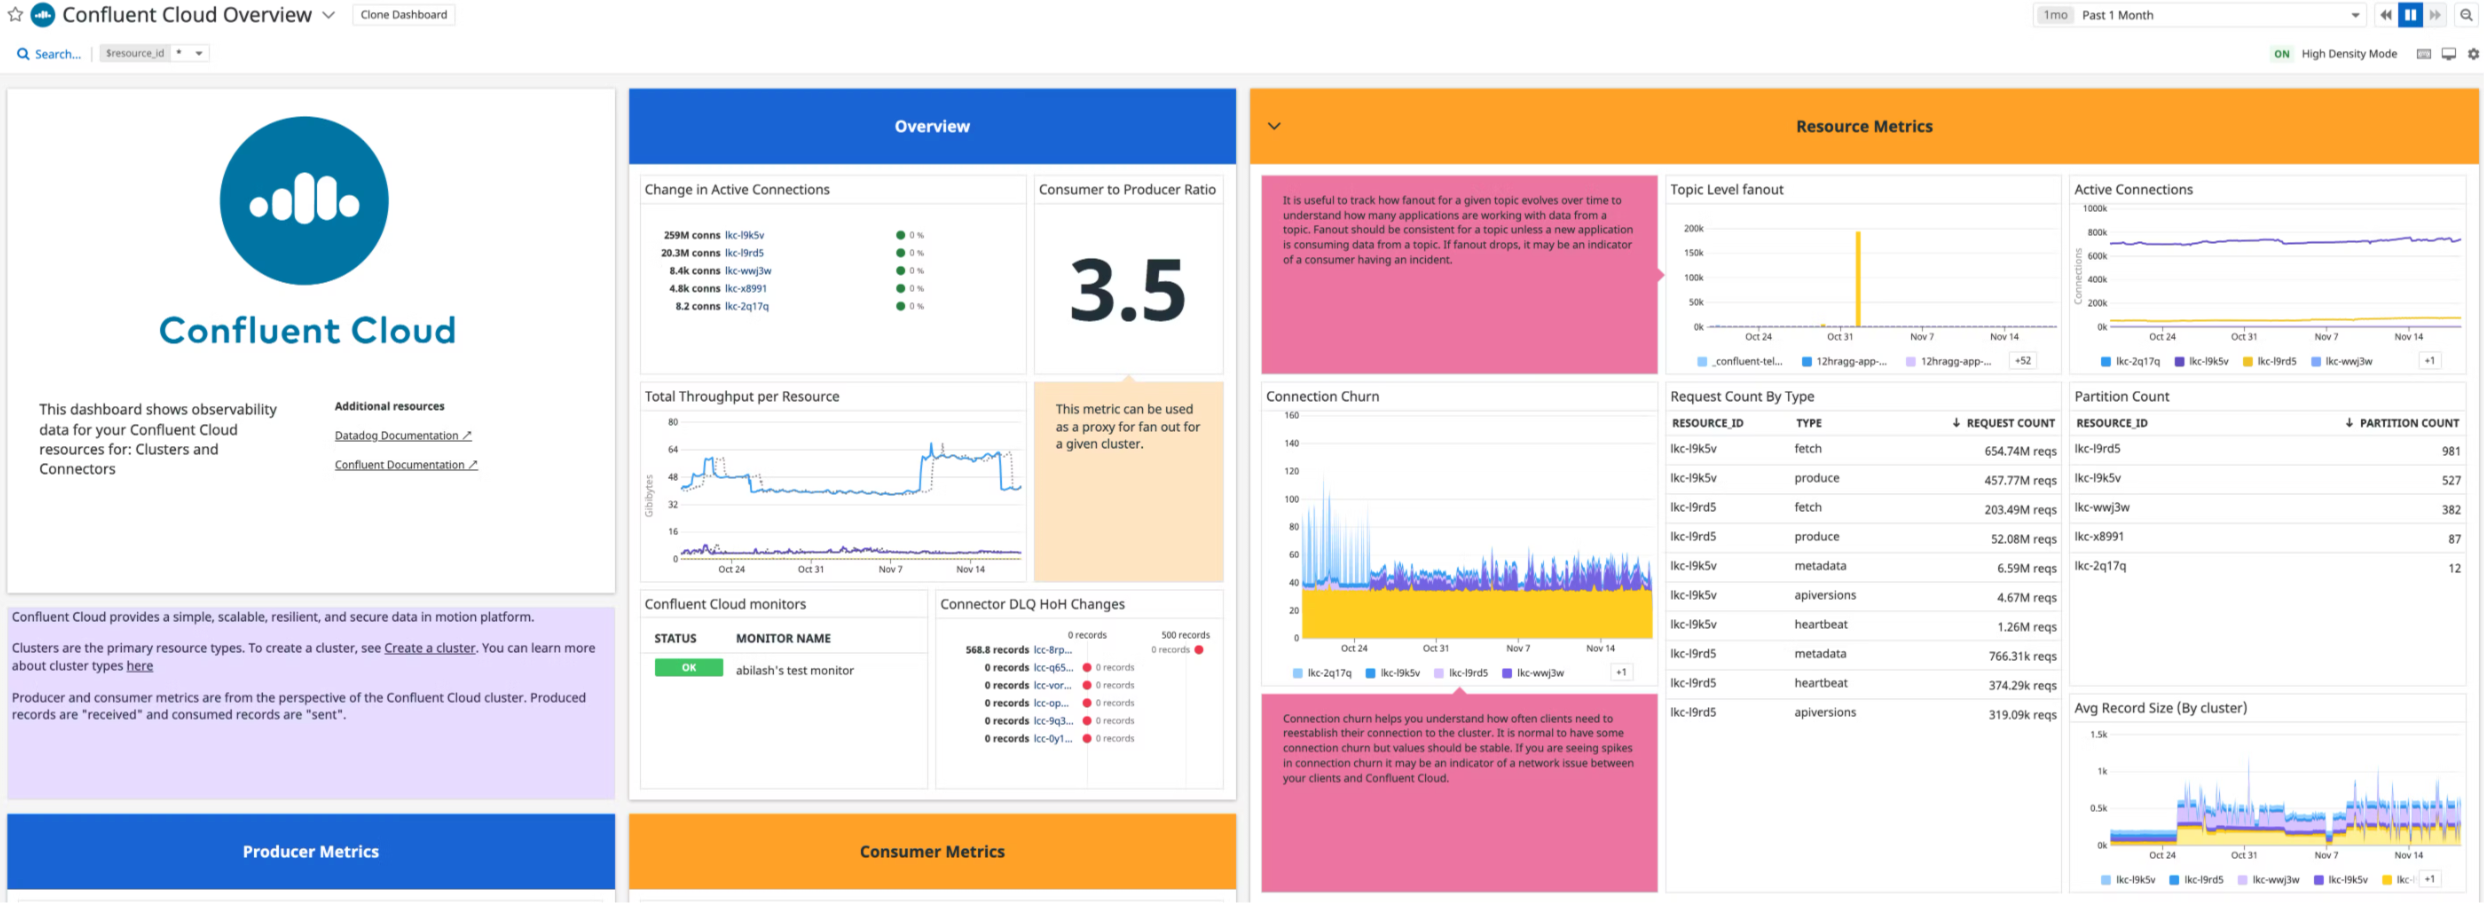 Confluent Cloud Overview
Clone Dashboard
1mo Past 1 Month
Search...
$resource_id *
ON High Density Mode
Confluent Cloud
This dashboard shows observability
data for your Confluent Cloud
resources for: Clusters and
Connectors
Additional resources
Datadog Documentation ↗
Confluent Documentation ↗
Confluent Cloud provides a simple, scalable, resilient, and secure data in motion platform.
Clusters are the primary resource types. To create a cluster, see Create a cluster. You can learn more
about cluster types here
Producer and consumer metrics are from the perspective of the Confluent Cloud cluster. Produced
records are "received" and consumed records are "sent".
Producer Metrics
Overview
Change in Active Connections
259M conns lkc-l9k5v 0 %
20.3M conns lkc-l9rd5 0 %
8.4k conns lkc-wwj3w 0 %
4.8k conns lkc-x8991 0 %
8.2 conns lkc-2q17q 0 %
Consumer to Producer Ratio
3.5
This metric can be used
as a proxy for fan out for
a given cluster.
Total Throughput per Resource
Gibibytes
80
64
48
32
16
0
Oct 24 Oct 31 Nov 7 Nov 14
Confluent Cloud monitors
STATUS MONITOR NAME
OK abilash's test monitor
Connector DLQ HoH Changes
0 records 500 records
568.8 records lcc-8rp... 0 records
0 records lcc-q65... 0 records
0 records lcc-vor... 0 records
0 records lcc-op... 0 records
0 records lcc-9q3... 0 records
0 records lcc-0y1... 0 records
Consumer Metrics
Resource Metrics
It is useful to track how fanout for a given topic evolves over time to
understand how many applications are working with data from a
topic. Fanout should be consistent for a topic unless a new application
is consuming data from a topic. If fanout drops, it may be an indicator
of a consumer having an incident.
Topic Level fanout
200k
150k
100k
50k
0k
Oct 24 Oct 31 Nov 7 Nov 14
_confluent-tel... 12hragg-app-... 12hragg-app-... +52
Active Connections
Connections
1000k
800k
600k
400k
200k
0k
Oct 24 Oct 31 Nov 7 Nov 14
lkc-2q17q lkc-l9k5v lkc-l9rd5 lkc-wwj3w +1
Connection Churn
160
140
120
100
80
60
40
20
0
Oct 24 Oct 31 Nov 7 Nov 14
lkc-2q17q lkc-l9k5v lkc-l9rd5 lkc-wwj3w +1
Connection churn helps you understand how often clients need to
reestablish their connection to the cluster. It is normal to have some
connection churn but values should be stable. If you are seeing spikes
in connection churn it may be an indicator of a network issue between
your clients and Confluent Cloud.
Request Count By Type
RESOURCE_ID TYPE ↓ REQUEST COUNT
lkc-l9k5v fetch 654.74M reqs
lkc-l9k5v produce 457.77M reqs
lkc-l9rd5 fetch 203.49M reqs
lkc-l9rd5 produce 52.08M reqs
lkc-l9k5v metadata 6.59M reqs
lkc-l9k5v apiversions 4.67M reqs
lkc-l9k5v heartbeat 1.26M reqs
lkc-l9rd5 metadata 766.31k reqs
lkc-l9rd5 heartbeat 374.29k reqs
lkc-l9rd5 apiversions 319.09k reqs
Partition Count
RESOURCE_ID ↓ PARTITION COUNT
lkc-l9rd5 981
lkc-l9k5v 527
lkc-wwj3w 382
lkc-x8991 87
lkc-2q17q 12
Avg Record Size (By cluster)
1.5k
1k
0.5k
0k
Oct 24 Oct 31 Nov 7 Nov 14
lkc-l9k5v lkc-l9rd5 lkc-wwj3w lkc-l9k5v lkc-l +1